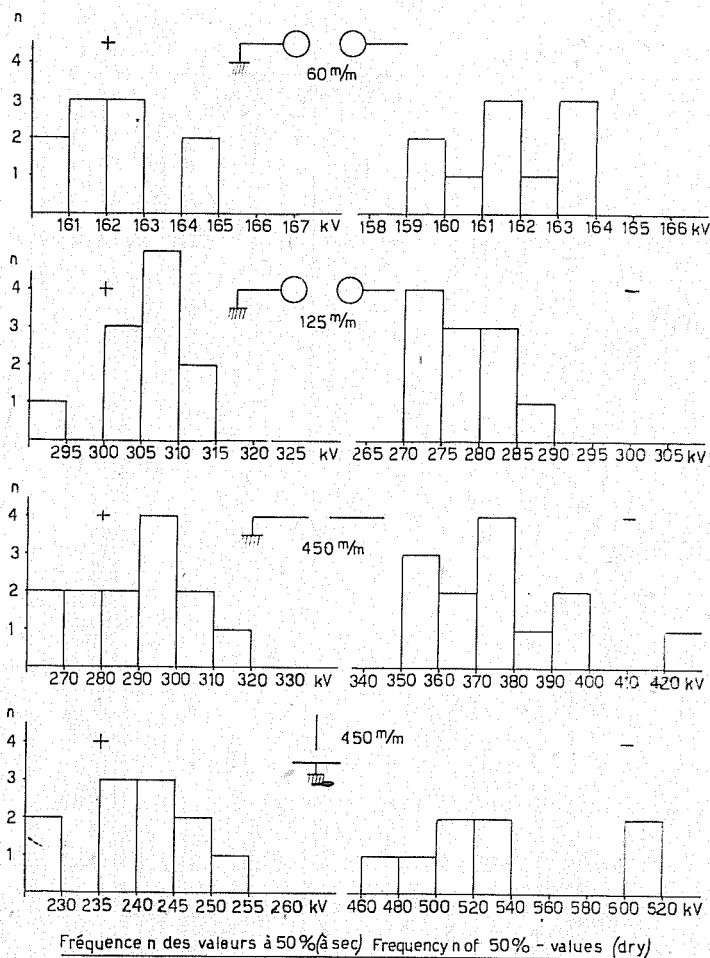 n
4
3
2
1
+
60 m/m
161 162 163 164 165 166 167 kV
158 159 160 161 162 163 164 165 166 kV
n
4
3
2
1
+
125 m/m
−
295 300 305 310 315 320 325 kV
265 270 275 280 285 290 295 300 305 kV
n
4
3
2
1
+
450 m/m
−
270 280 290 300 310 320 330 kV
340 350 360 370 380 390 400 410 420 kV
n
4
3
2
1
+
450 m/m
−
230 235 240 245 250 255 260 kV
460 480 500 520 540 560 580 600 520 kV
Fréquence n des valeurs à 50% (à sec) Frequency n of 50% - values (dry)